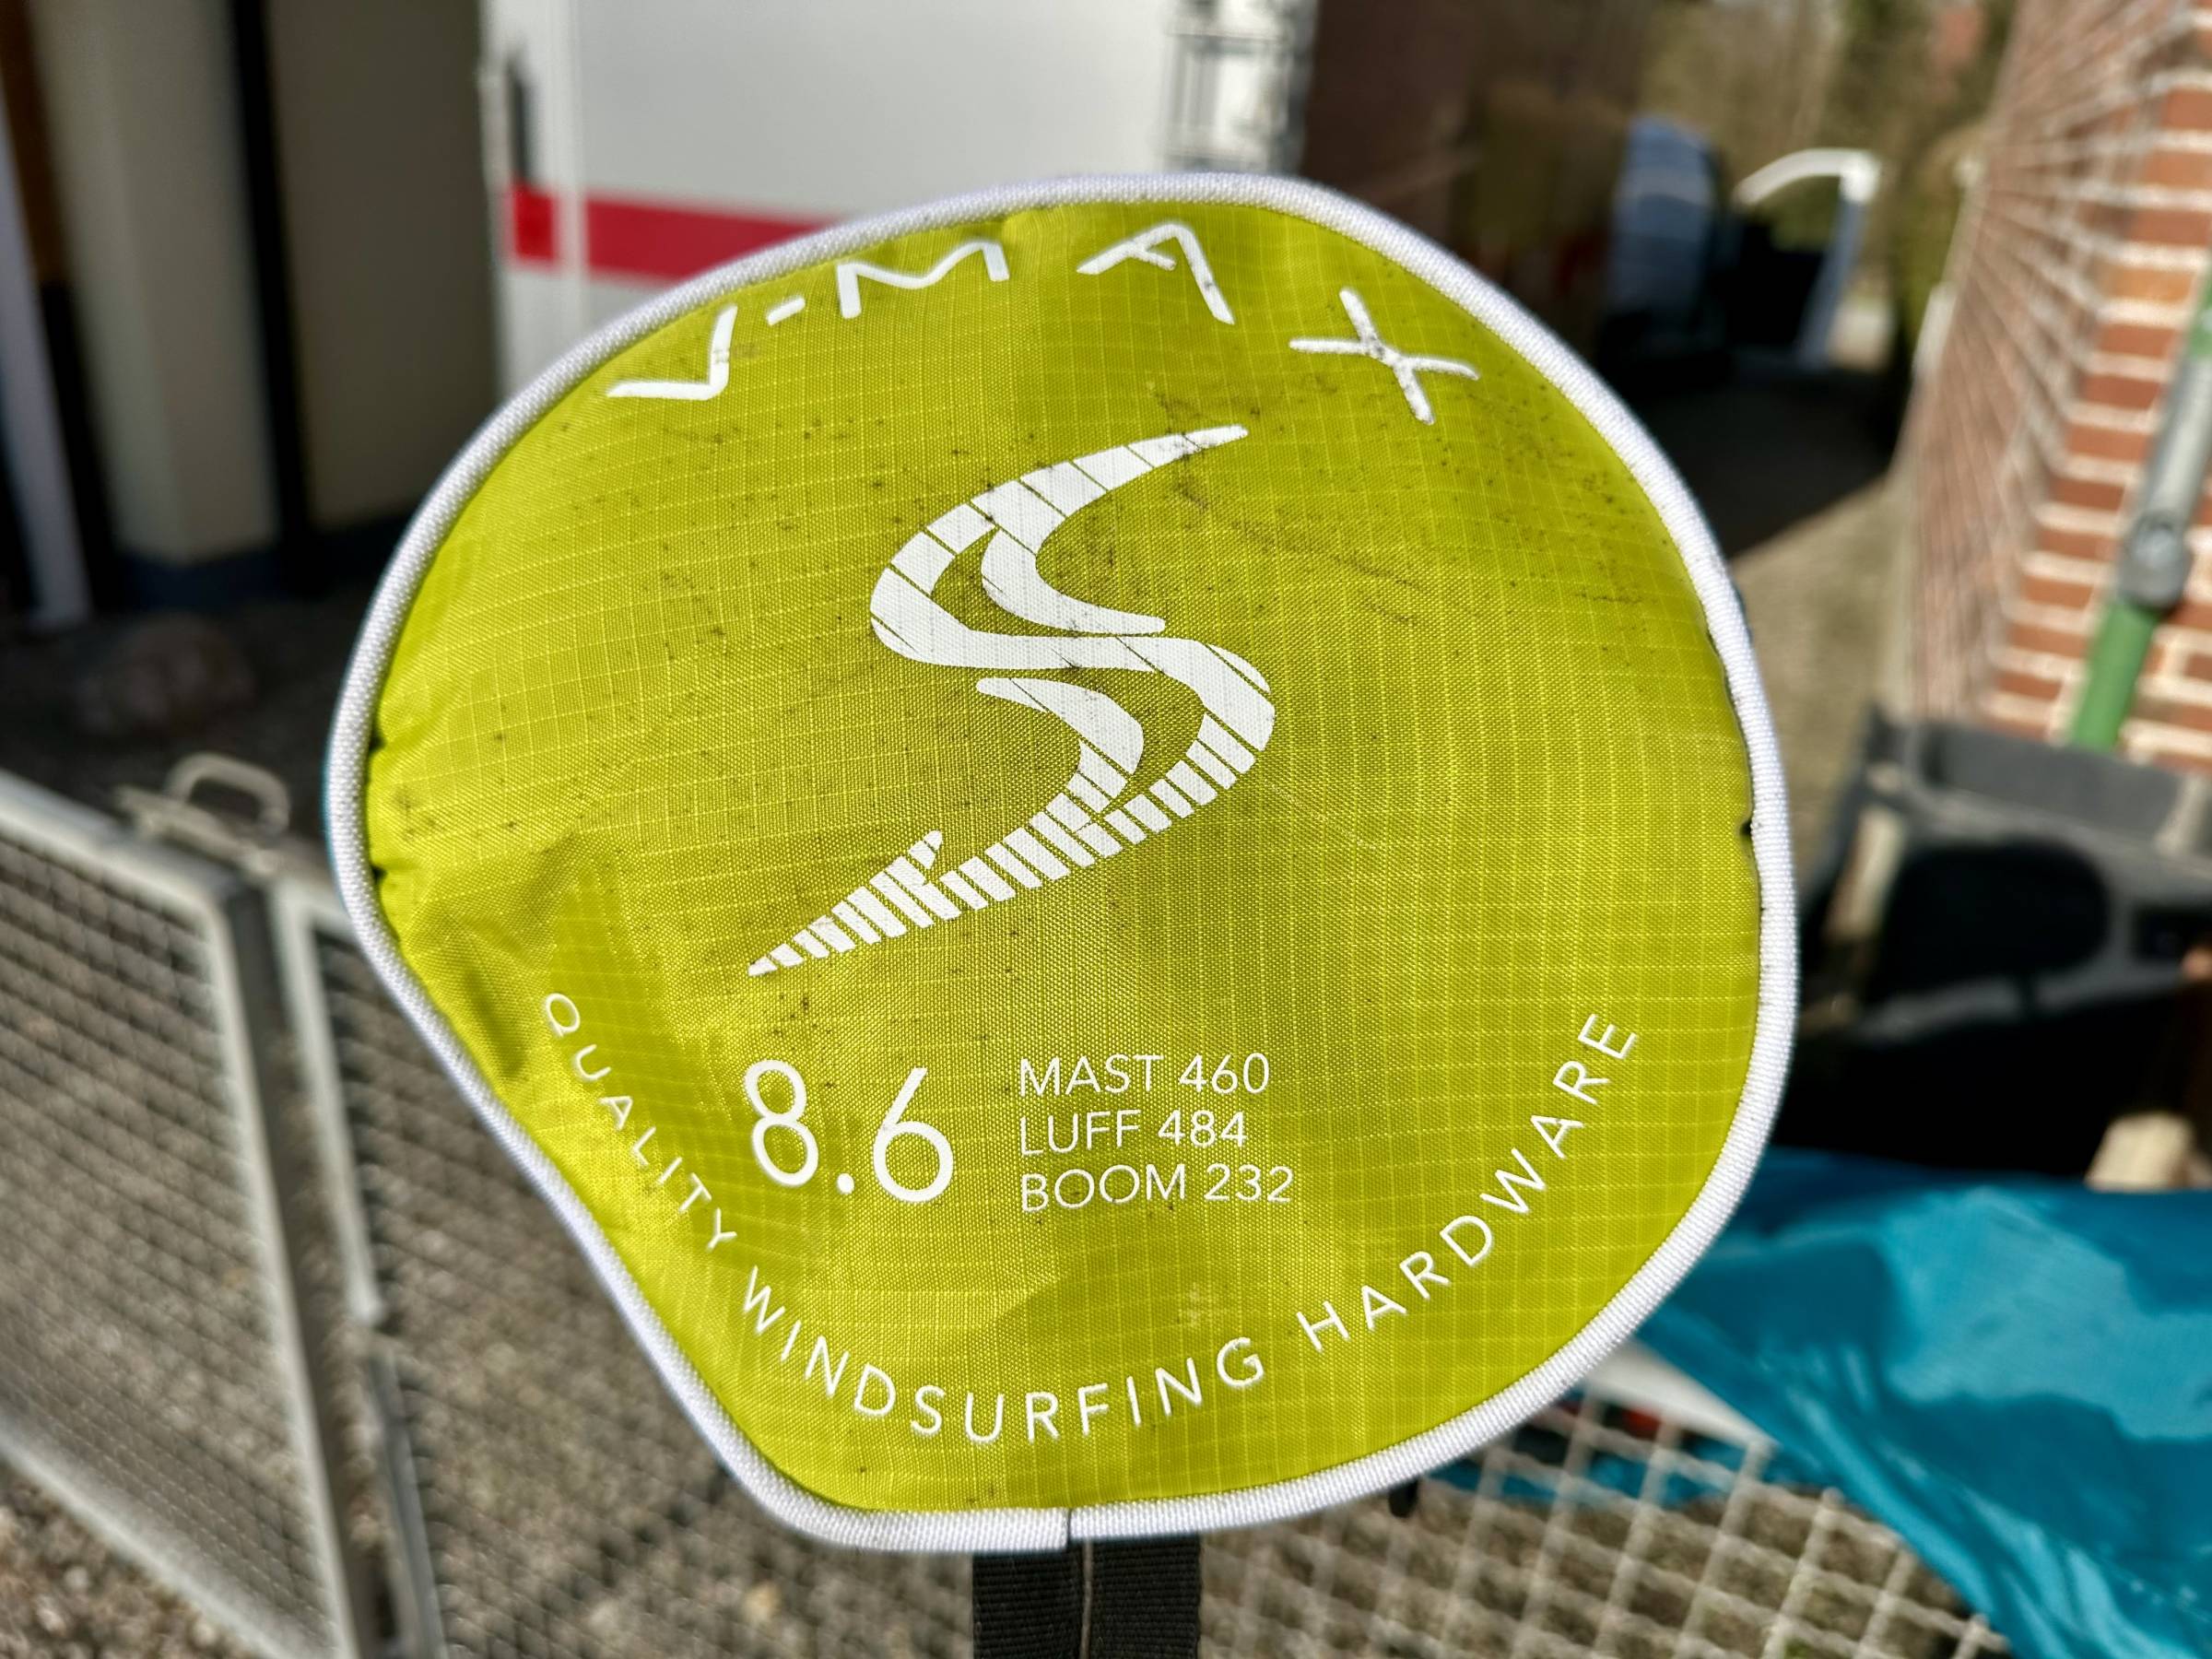 V-MAX
8.6
MAST 460
LUFF 484
BOOM 232
QUALITY WINDSURFING HARDWARE